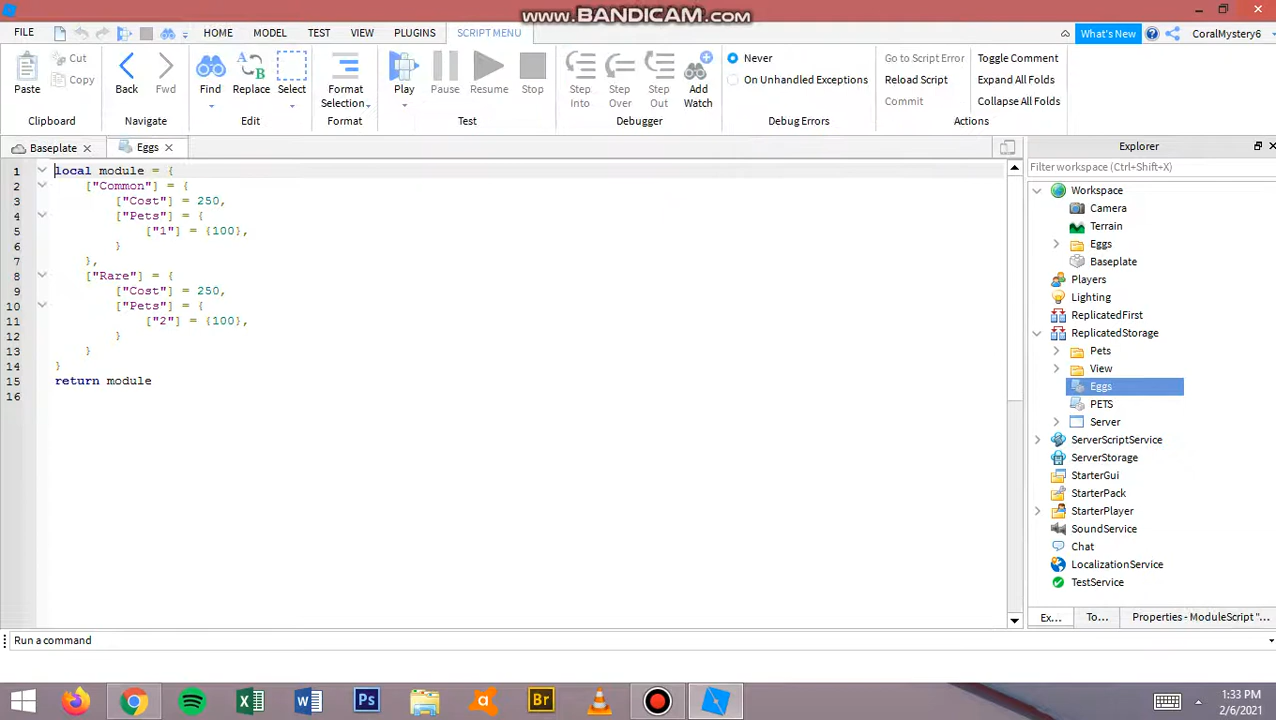 www.BANDICAM.com
FILE HOME MODEL TEST VIEW PLUGINS SCRIPT MENU What's New CoralMystery6
Paste Cut Copy Back Fwd Find Replace Select Format Selection Play Pause Resume Stop Step Into Step Over Step Out Add Watch Never On Unhandled Exceptions Go to Script Error Reload Script Commit Toggle Comment Expand All Folds Collapse All Folds
Clipboard Navigate Edit Format Test Debugger Debug Errors Actions
Baseplate Eggs
1 local module = {
2 ["Common"] = {
3 ["Cost"] = 250,
4 ["Pets"] = {
5 ["1"] = {100},
6 }
7 },
8 ["Rare"] = {
9 ["Cost"] = 250,
10 ["Pets"] = {
11 ["2"] = {100},
12 }
13 }
14 }
15 return module
16
Explorer
Filter workspace (Ctrl+Shift+X)
Workspace
Camera
Terrain
Eggs
Baseplate
Players
Lighting
ReplicatedFirst
ReplicatedStorage
Pets
View
Eggs
PETS
Server
ServerScriptService
ServerStorage
StarterGui
StarterPack
StarterPlayer
SoundService
Chat
LocalizationService
TestService
Ex... To... Properties - ModuleScript "...
Run a command
X W Ps a Br
1:33 PM
2/6/2021